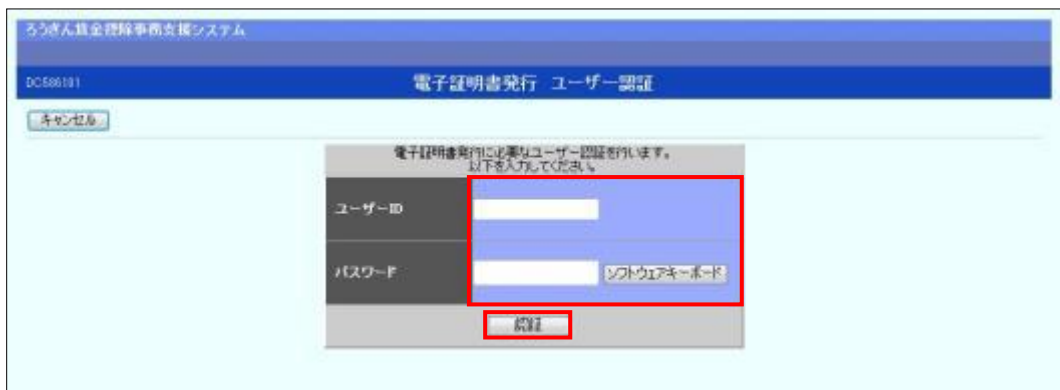 ろうきん賃金控除事務支援システム
DC586101
電子証明書発行 ユーザー認証
キャンセル
電子証明書発行に必要なユーザー認証を行います。
以下を入力してください。
ユーザーID
パスワード
ソフトウェアキーボード
認証